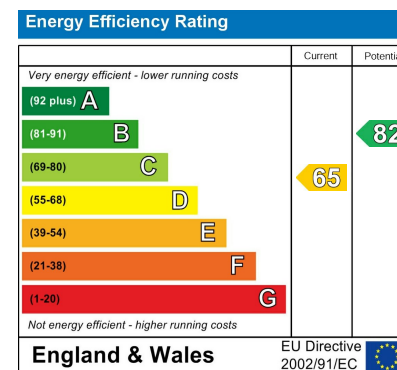 Energy Efficiency Rating
Current
Potentia
Very energy efficient - lower running costs
(92 plus) A
(81-91) B
82
(69-80) C
65
(55-68) D
(39-54) E
(21-38) F
(1-20) G
Not energy efficient - higher running costs
England & Wales
EU Directive
2002/91/EC